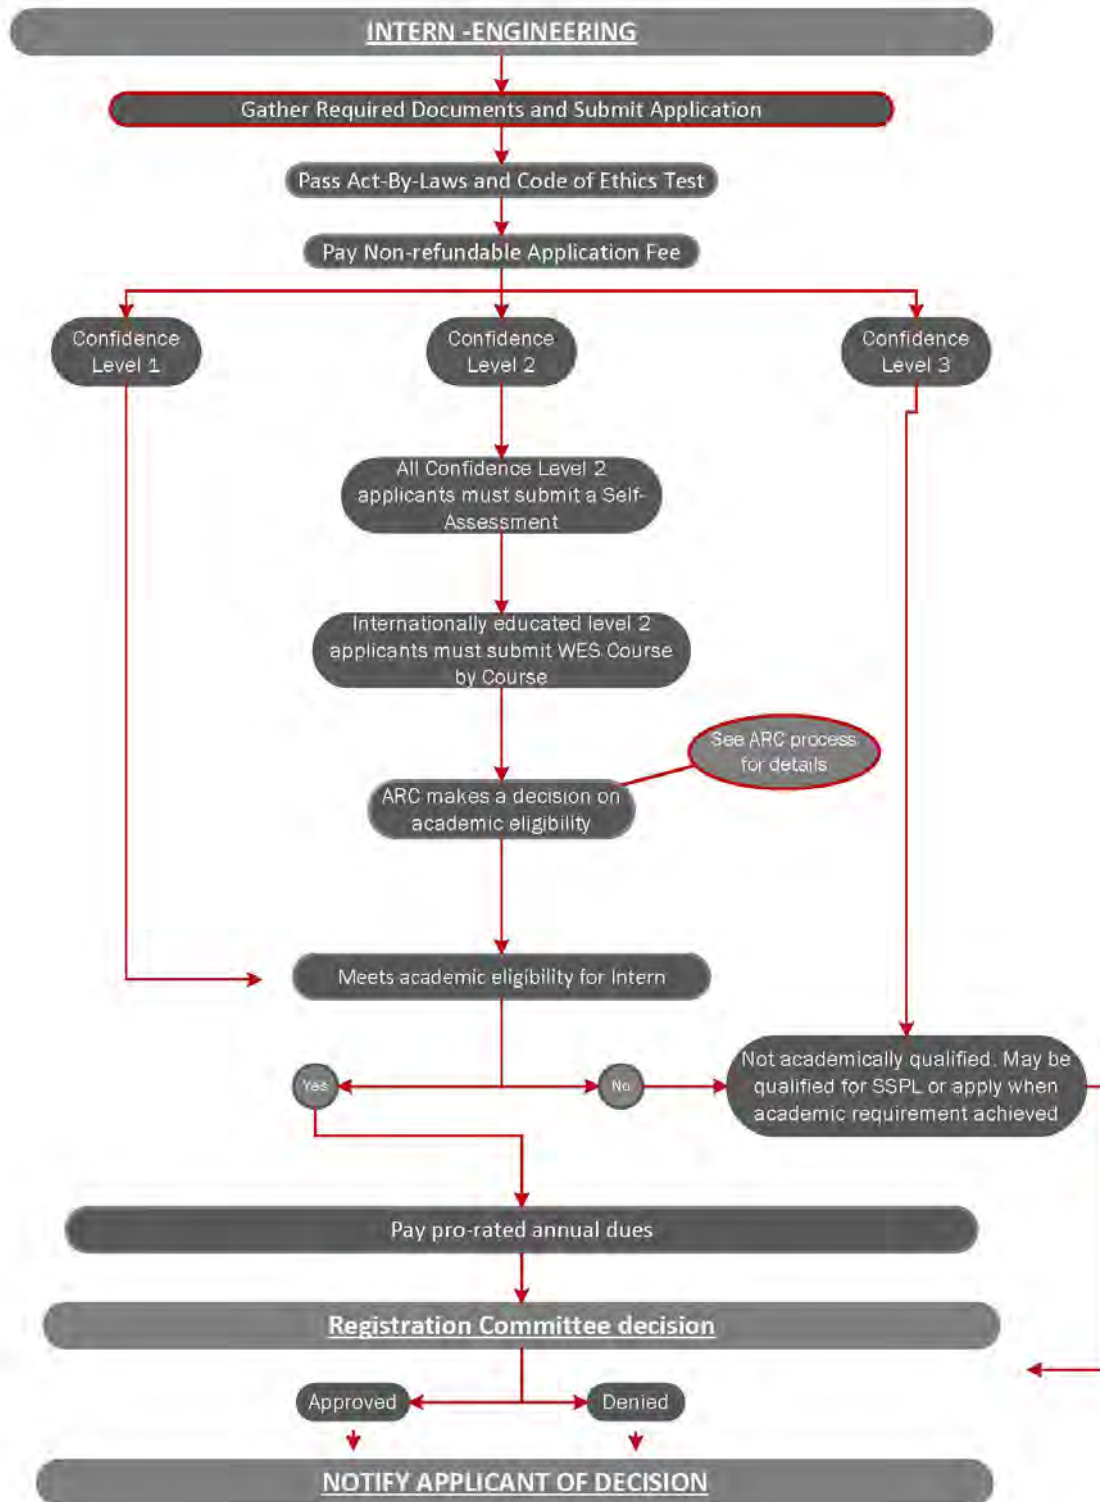 INTERN -ENGINEERING
Gather Required Documents and Submit Application
Pass Act-By-Laws and Code of Ethics Test
Pay Non-refundable Application Fee
Confidence
Level 1
Confidence
Level 2
Confidence
Level 3
All Confidence Level 2
applicants must submit a Self-
Assessment
Internationally educated level 2
applicants must submit WES Course
by Course
See ARC process
for details
ARC makes a decision on
academic eligibility
Meets academic eligibility for Intern
Yes
No
Not academically qualified. May be
qualified for SSPL or apply when
academic requirement achieved
Pay pro-rated annual dues
Registration Committee decision
Approved
Denied
NOTIFY APPLICANT OF DECISION